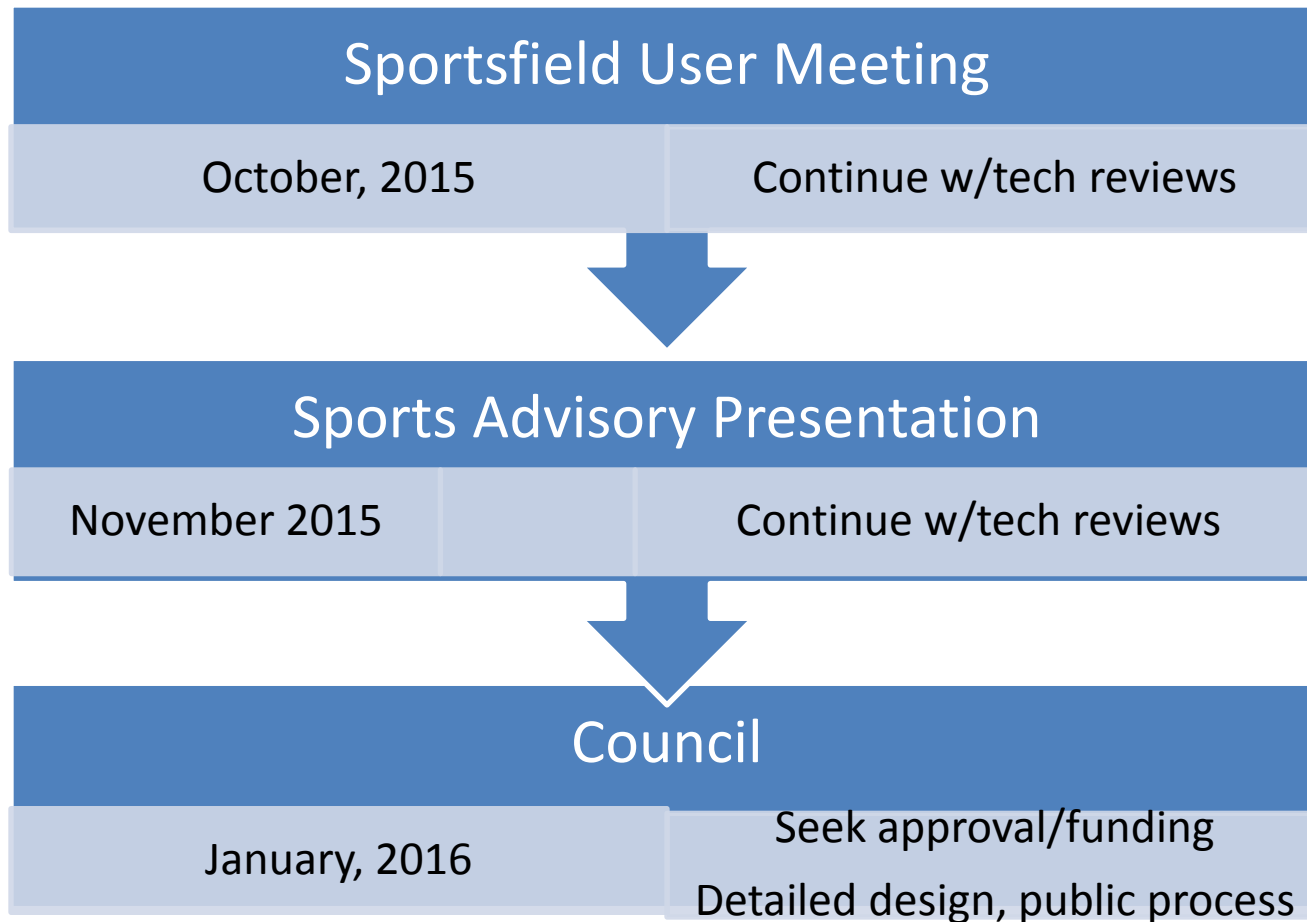 Sportsfield User Meeting
October, 2015
Continue w/tech reviews
Sports Advisory Presentation
November 2015
Continue w/tech reviews
Council
January, 2016
Seek approval/funding
Detailed design, public process